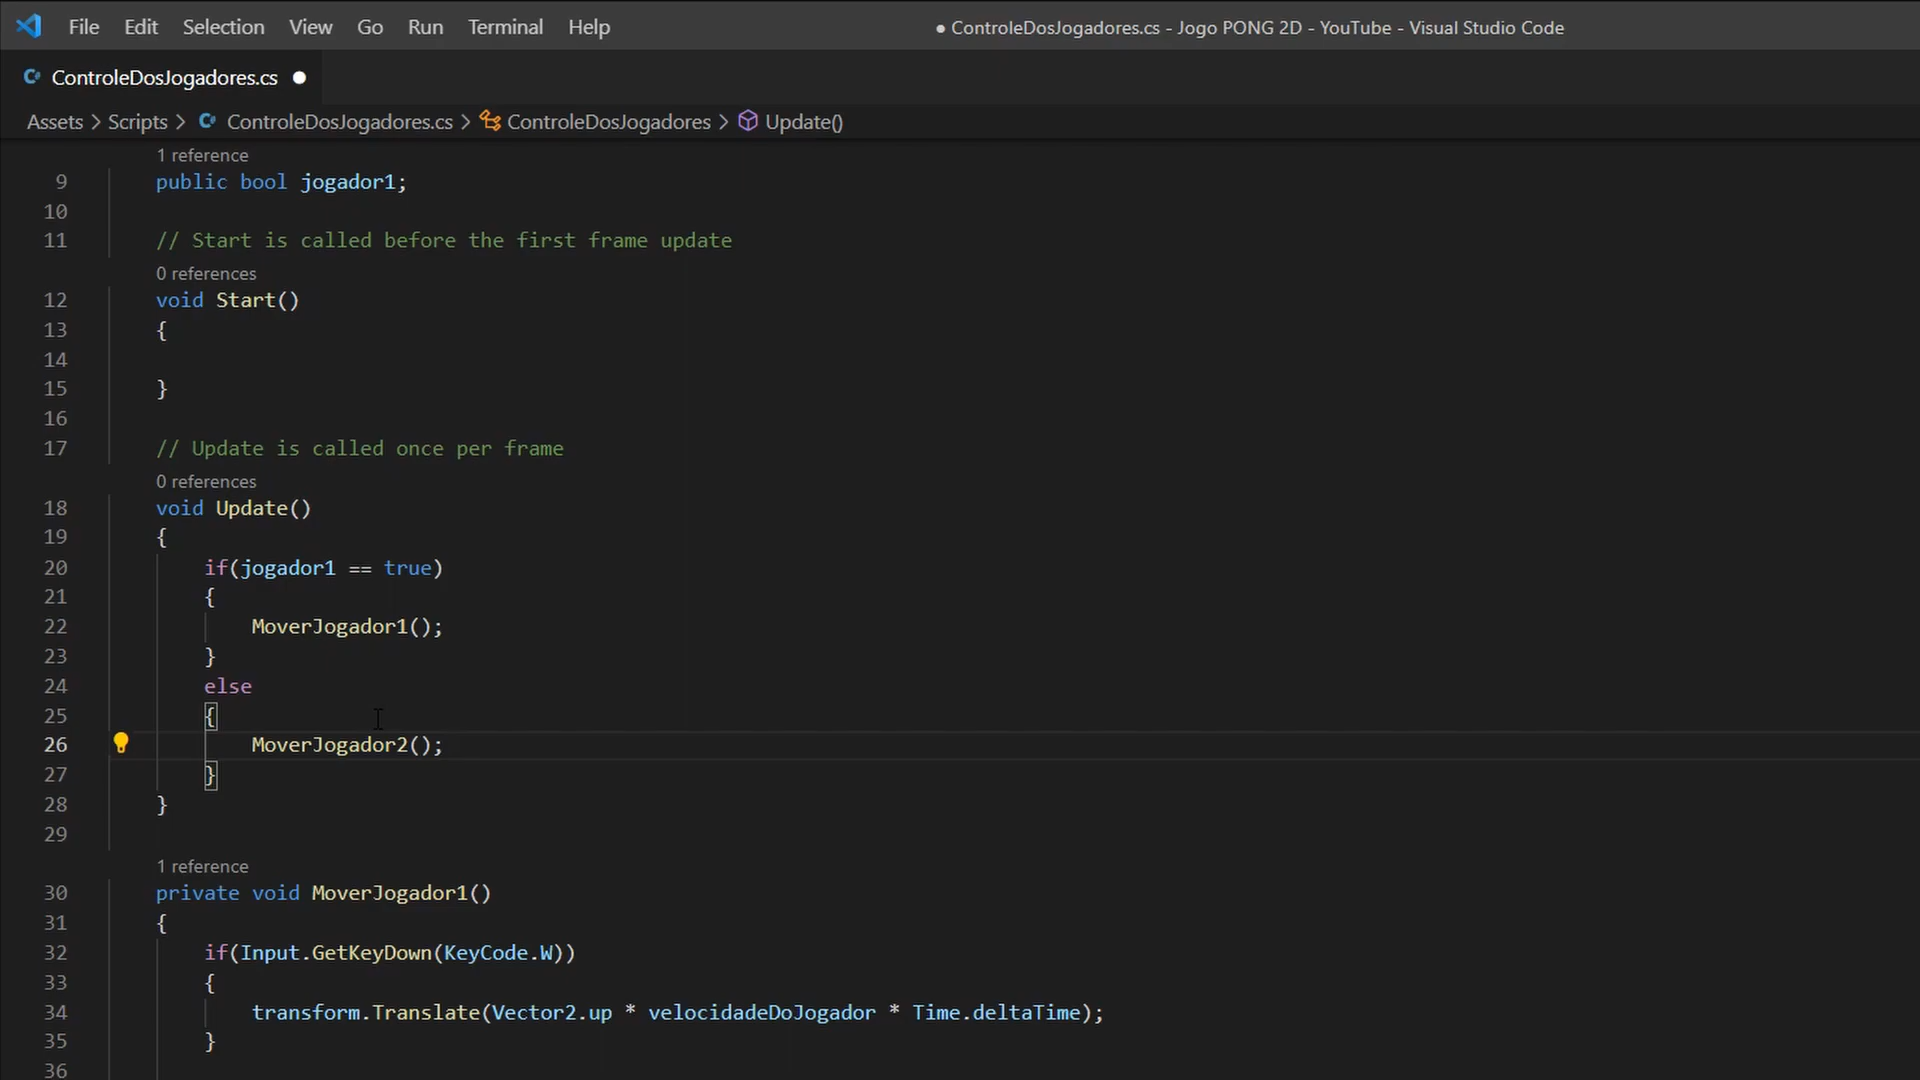 File Edit Selection View Go Run Terminal Help ● ControleDosJogadores.cs - Jogo PONG 2D - YouTube - Visual Studio Code
ControleDosJogadores.cs ●
Assets > Scripts > ControleDosJogadores.cs > ControleDosJogadores > Update()
1 reference
9 public bool jogador1;
10
11 // Start is called before the first frame update
0 references
12 void Start()
13 {
14
15 }
16
17 // Update is called once per frame
0 references
18 void Update()
19 {
20 if(jogador1 == true)
21 {
22 MoverJogador1();
23 }
24 else
25 {
26 MoverJogador2();
27 }
28 }
29
1 reference
30 private void MoverJogador1()
31 {
32 if(Input.GetKeyDown(KeyCode.W))
33 {
34 transform.Translate(Vector2.up * velocidadeDoJogador * Time.deltaTime);
35 }
36